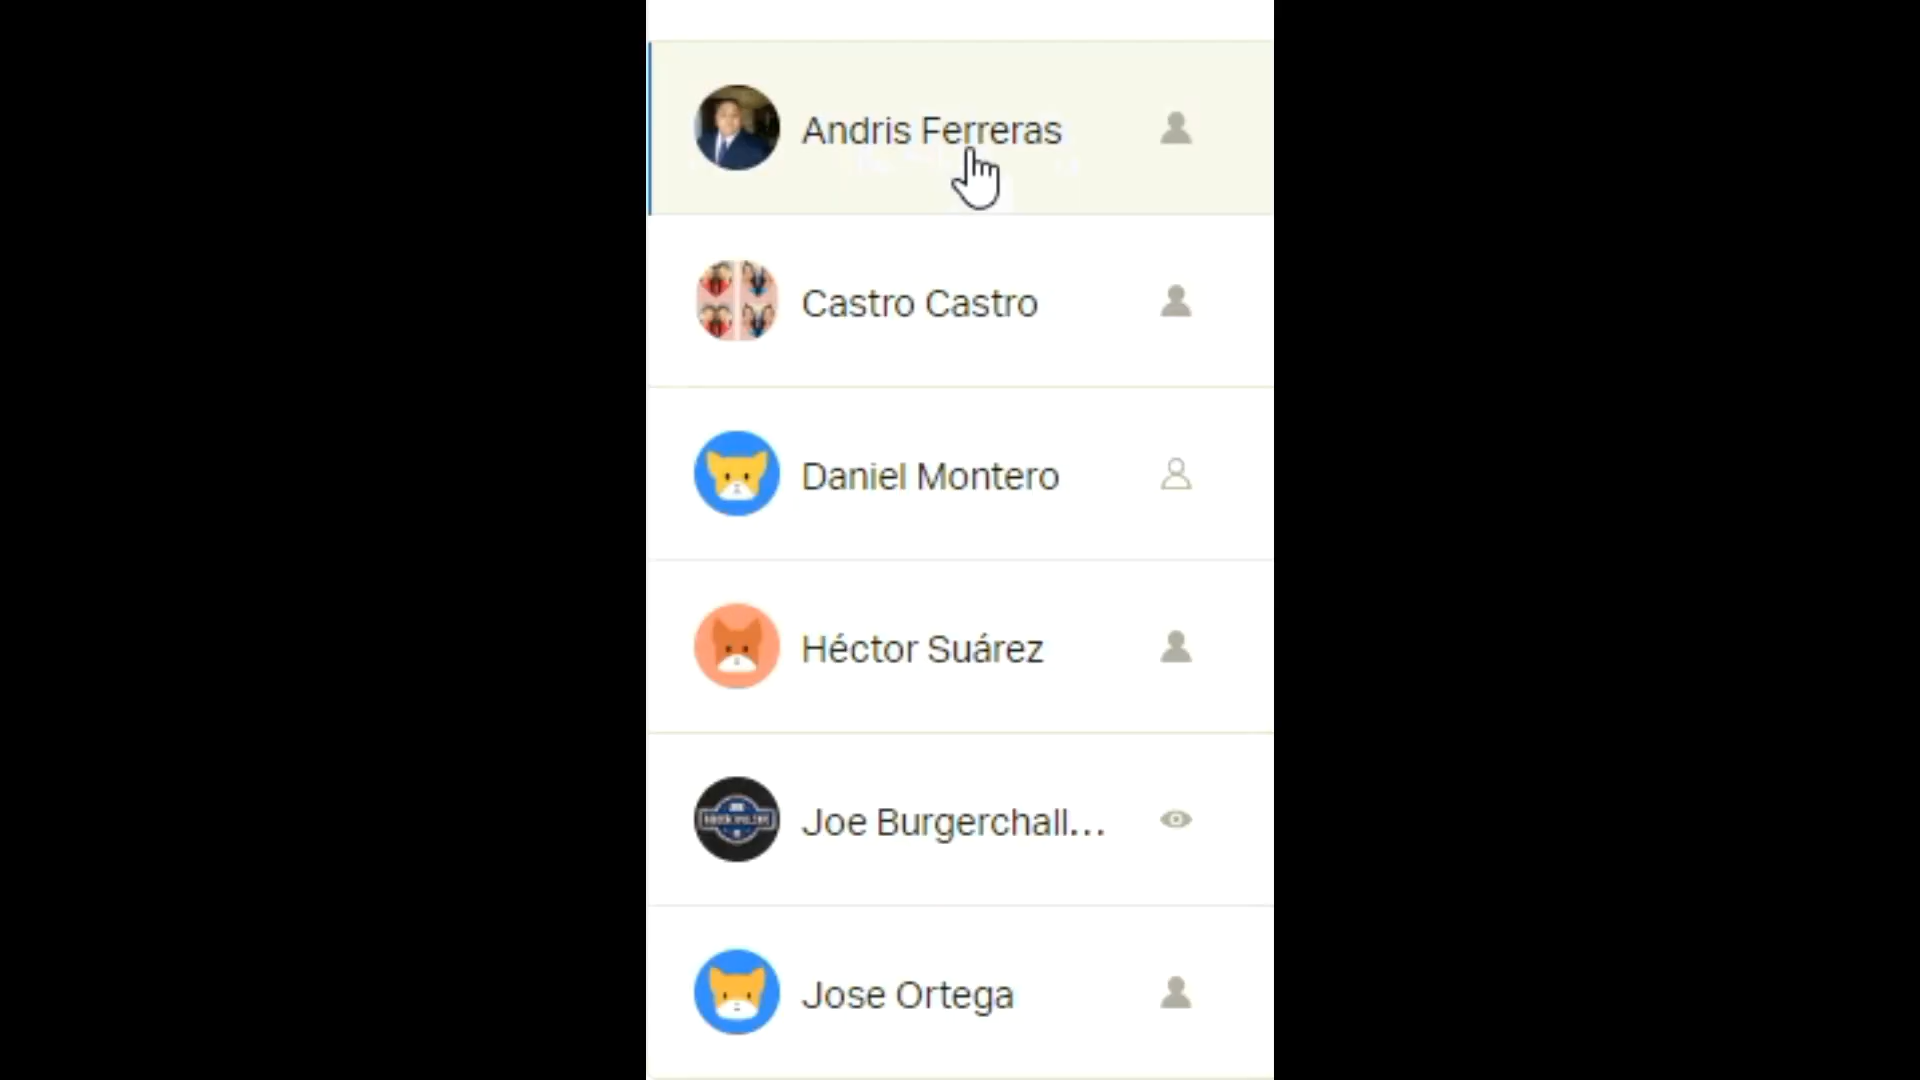 Andris Ferreras
Castro Castro
Daniel Montero
Héctor Suárez
Joe Burgerchall...
Jose Ortega